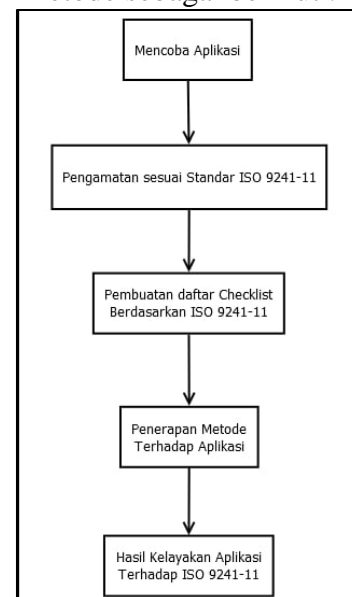 Mencoba Aplikasi
Pengamatan sesuai Standar ISO 9241-11
Pembuatan daftar Checklist
Berdasarkan ISO 9241-11
Penerapan Metode
Terhadap Aplikasi
Hasil Kelayakan Aplikasi
Terhadap ISO 9241-11